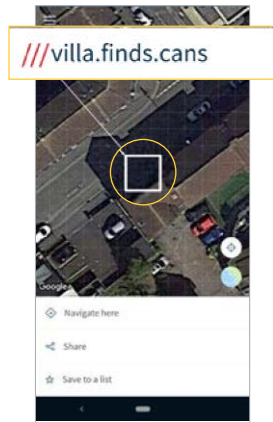 ///villa.finds.cans
Google
Navigate here
Share
Save to a list